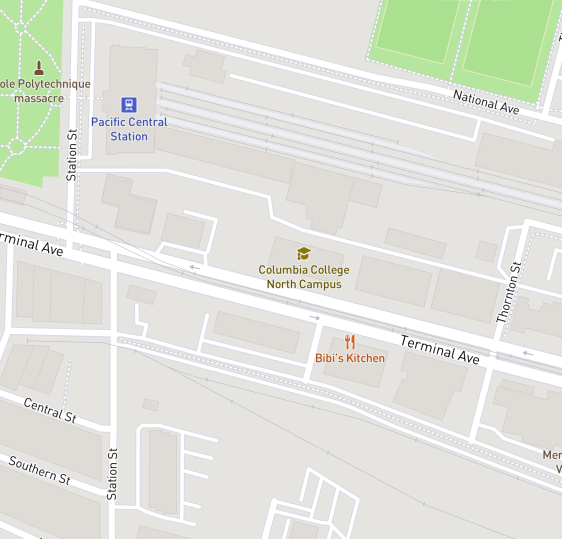 National Ave
ole Polytechnique
massacre
Pacific Central
Station
Station St
rminal Ave
Columbia College
North Campus
Thornton St
Bibi's Kitchen
Terminal Ave
Central St
Southern St
Station St
Mer
V